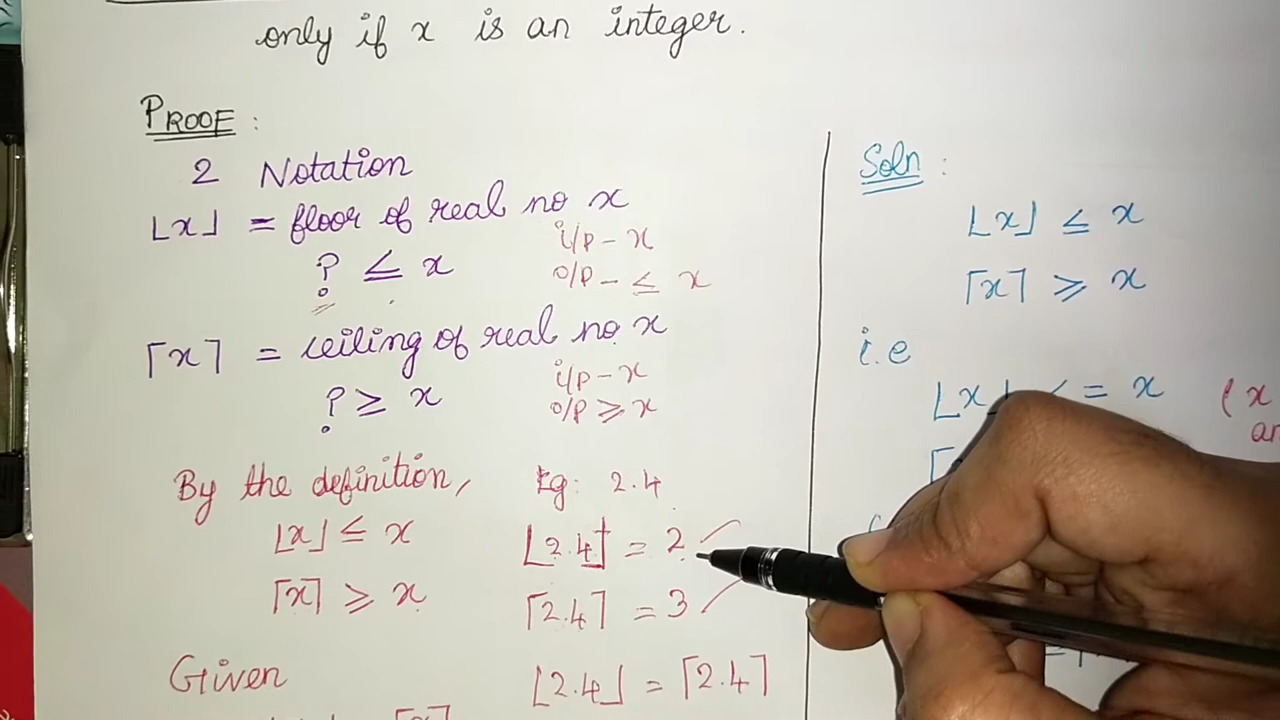 only if x is an integer.
PROOF :
2 Notation
⌊x⌋ = floor of real no x
? ≤ x
i/p - x
o/p - ≤ x
⌈x⌉ = ceiling of real no x
? ≥ x
i/p - x
o/p ≥ x
By the definition,
⌊x⌋ ≤ x
⌈x⌉ ≥ x
Eg: 2.4
⌊2.4⌋ = 2
⌈2.4⌉ = 3
Given
⌊2.4⌋ = ⌈2.4⌉
⌈x⌉
Soln :
⌊x⌋ ≤ x
⌈x⌉ ≥ x
i.e
⌊x⌋ < = x (x